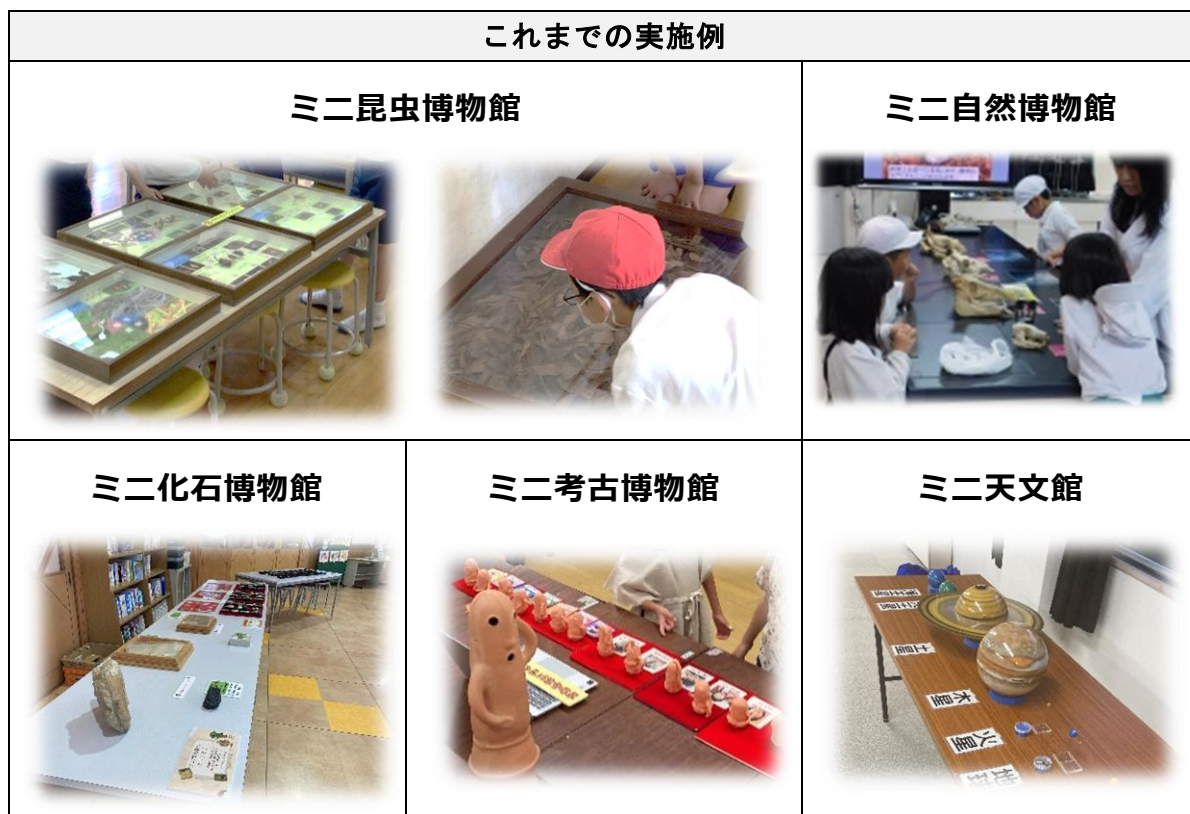 これまでの実施例
ミニ昆虫博物館
ミニ自然博物館
ミニ化石博物館
ミニ考古博物館
ミニ天文館
土星
木星
火星